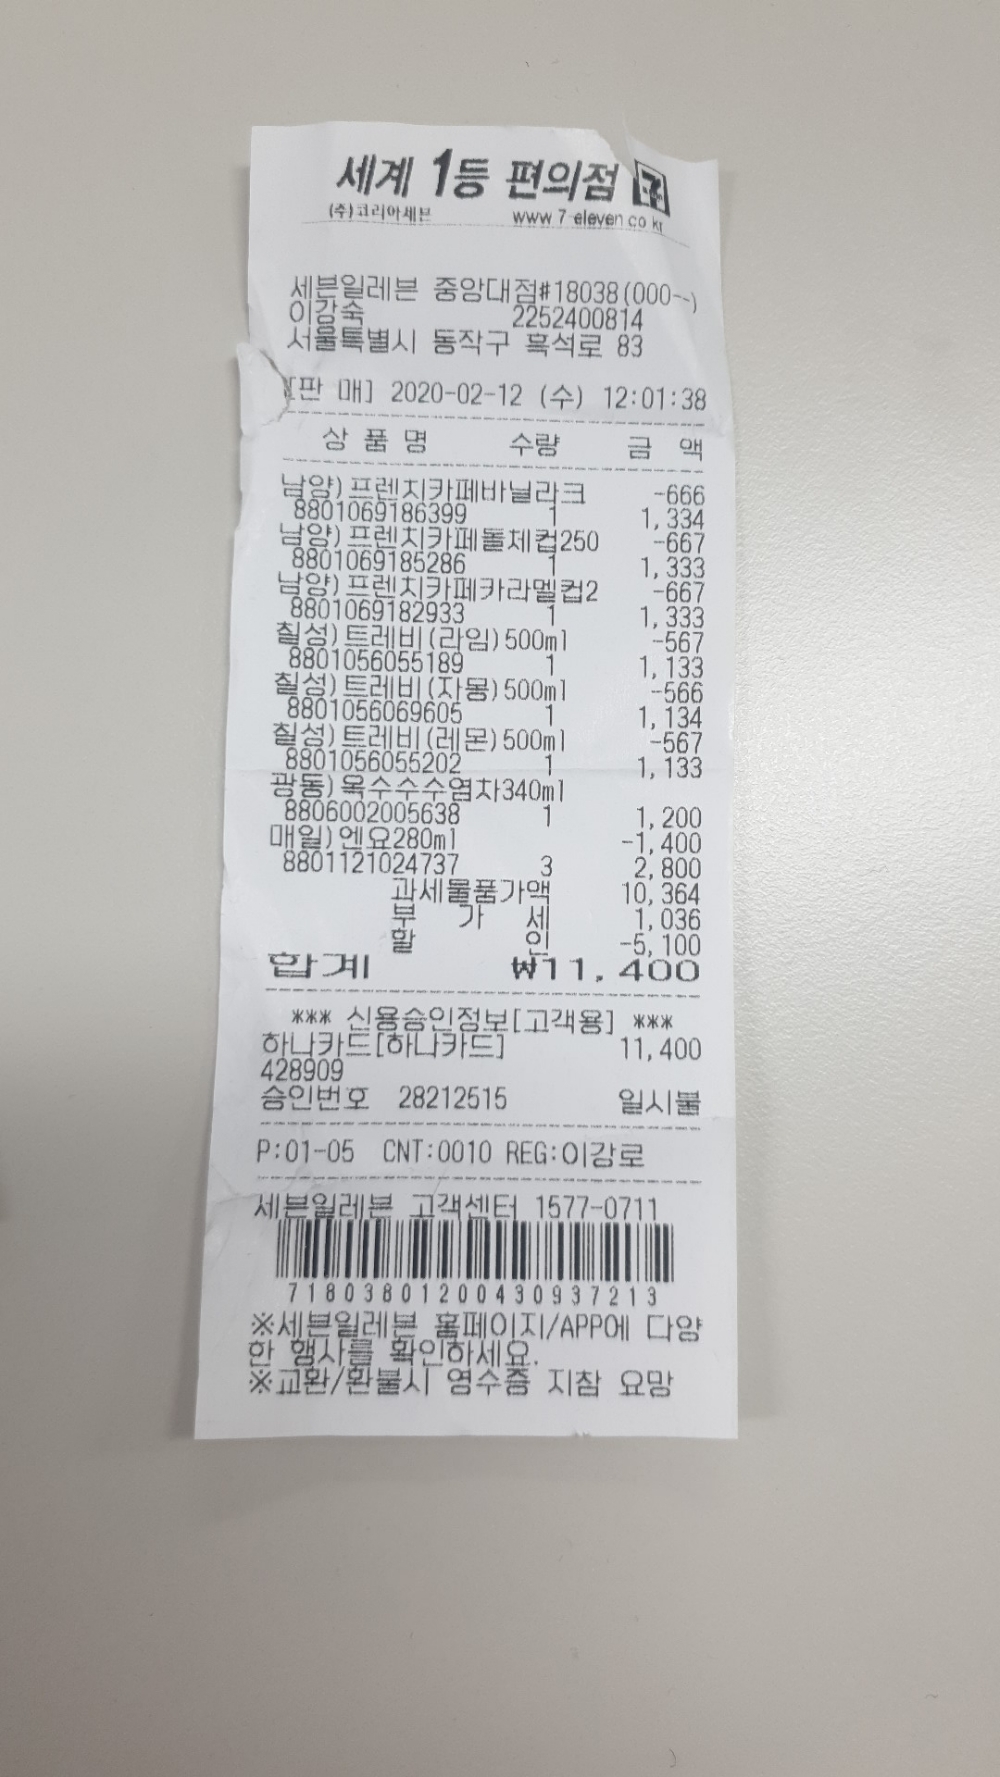 세계 1등 편의점 7
(주)코리아세븐 www.7-eleven.co.kr
세븐일레븐 중앙대점#18038(000--)
이강숙 2252400814
서울특별시 동작구 흑석로 83
[판 매] 2020-02-12 (수) 12:01:38
상 품 명 수량 금 액
남양)프렌치카페바닐라크 -666
8801069186399 1 1,334
남양)프렌치카페돌체컵250 -667
8801069185286 1 1,333
남양)프렌치카페카라멜컵2 -667
8801069182933 1 1,333
칠성)트레비(라임)500ml -567
8801056055189 1 1,133
칠성)트레비(자몽)500ml -566
8801056069605 1 1,134
칠성)트레비(레몬)500ml -567
8801056055202 1 1,133
광동)옥수수수염차340ml
8806002005638 1 1,200
매일)엔요280ml -1,400
8801121024737 3 2,800
과세물품가액 10,364
부 가 세 1,036
할 인 -5,100
합계 ₩11,400
*** 신용승인정보[고객용] ***
하나카드[하나카드] 11,400
428909
승인번호 28212515 일시불
P:01-05 CNT:0010 REG:이강로
세븐일레븐 고객센터 1577-0711
7180380120043093​7213
※세븐일레븐 홈페이지/APP에 다양
한 행사를 확인하세요.
※교환/환불시 영수증 지참 요망